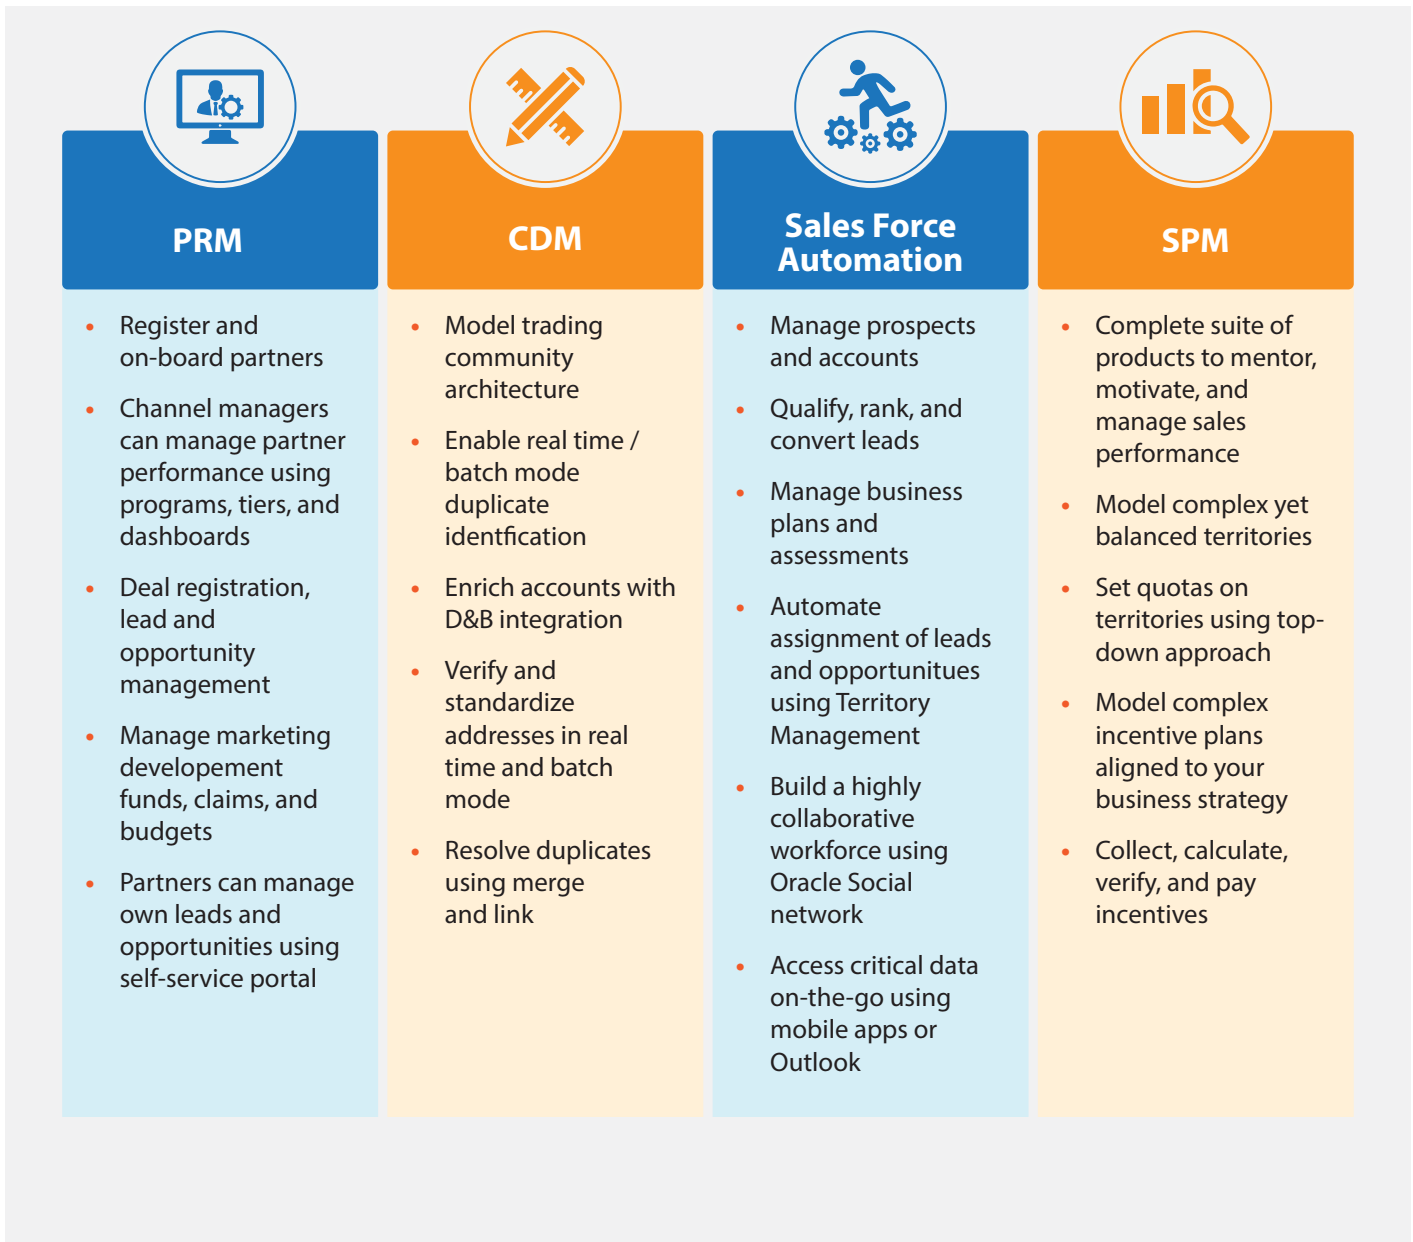 PRM
• Register and
on-board partners
• Channel managers
can manage partner
performance using
programs, tiers, and
dashboards
• Deal registration,
lead and
opportunity
management
• Manage marketing
developement
funds, claims, and
budgets
• Partners can manage
own leads and
opportunities using
self-service portal
CDM
• Model trading
community
architecture
• Enable real time /
batch mode
duplicate
identfication
• Enrich accounts with
D&B integration
• Verify and
standardize
addresses in real
time and batch
mode
• Resolve duplicates
using merge
and link
Sales Force
Automation
• Manage prospects
and accounts
• Qualify, rank, and
convert leads
• Manage business
plans and
assessments
• Automate
assignment of leads
and opportunitues
using Territory
Management
• Build a highly
collaborative
workforce using
Oracle Social
network
• Access critical data
on-the-go using
mobile apps or
Outlook
SPM
• Complete suite of
products to mentor,
motivate, and
manage sales
performance
• Model complex yet
balanced territories
• Set quotas on
territories using top-
down approach
• Model complex
incentive plans
aligned to your
business strategy
• Collect, calculate,
verify, and pay
incentives